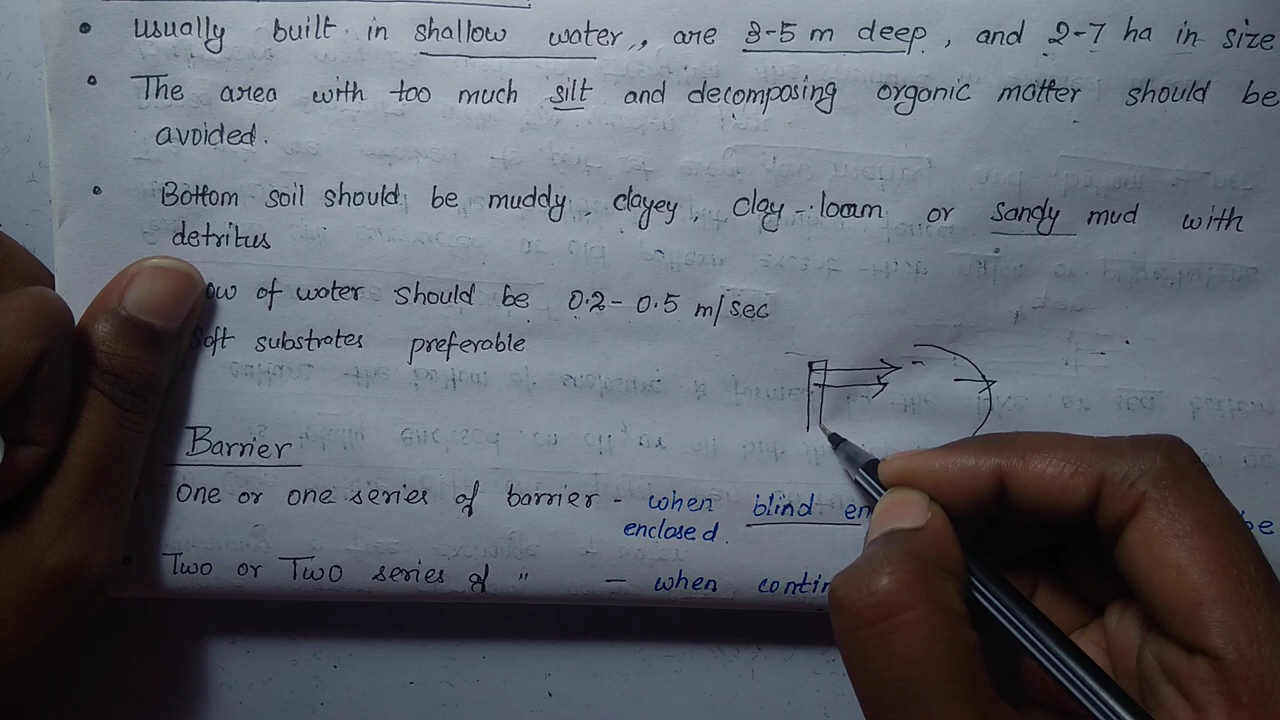 • Usually built in shallow water, are 3-5 m deep, and 2-7 ha in size
• The area with too much silt and decomposing organic matter should be
avoided.
• Bottom soil should be muddy, clayey, clay-loam or sandy mud with
detritus
ow of water should be 0.2-0.5 m/sec
Soft substrates preferable
Barrier
One or one series of barrier - when blind en be
enclosed.
• Two or Two series of " - when contin